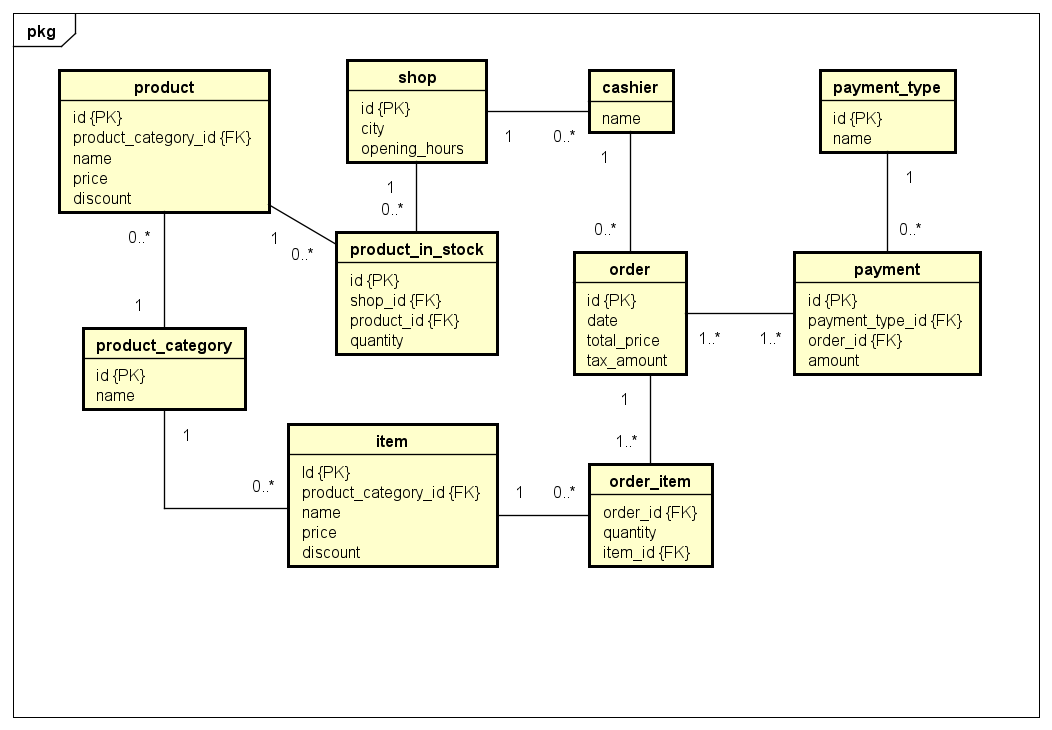 pkg
product
id {PK}
product_category_id {FK}
name
price
discount
shop
id {PK}
city
opening_hours
cashier
name
payment_type
id {PK}
name
1
0..*
1
0..*
1
0..*
1
0..*
1
0..*
0..*
1
product_in_stock
id {PK}
shop_id {FK}
product_id {FK}
quantity
order
id {PK}
date
total_price
tax_amount
1..*
1..*
payment
id {PK}
payment_type_id {FK}
order_id {FK}
amount
product_category
id {PK}
name
1
0..*
item
Id {PK}
product_category_id {FK}
name
price
discount
1
0..*
1
1..*
order_item
order_id {FK}
quantity
item_id {FK}